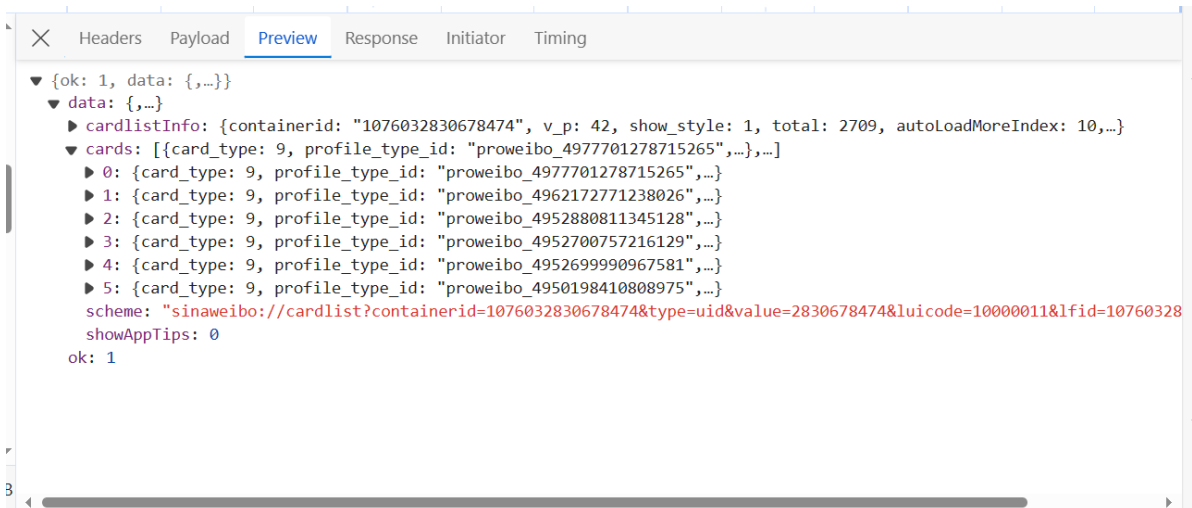 Headers Payload Preview Response Initiator Timing
{ok: 1, data: {,…}}
data: {,…}
cardlistInfo: {containerid: "1076032830678474", v_p: 42, show_style: 1, total: 2709, autoLoadMoreIndex: 10,…}
cards: [{card_type: 9, profile_type_id: "proweibo_4977701278715265",…},…]
0: {card_type: 9, profile_type_id: "proweibo_4977701278715265",…}
1: {card_type: 9, profile_type_id: "proweibo_4962172771238026",…}
2: {card_type: 9, profile_type_id: "proweibo_4952880811345128",…}
3: {card_type: 9, profile_type_id: "proweibo_4952700757216129",…}
4: {card_type: 9, profile_type_id: "proweibo_4952699990967581",…}
5: {card_type: 9, profile_type_id: "proweibo_4950198410808975",…}
scheme: "sinaweibo://cardlist?containerid=1076032830678474&type=uid&value=2830678474&luicode=10000011&lfid=10760328
showAppTips: 0
ok: 1